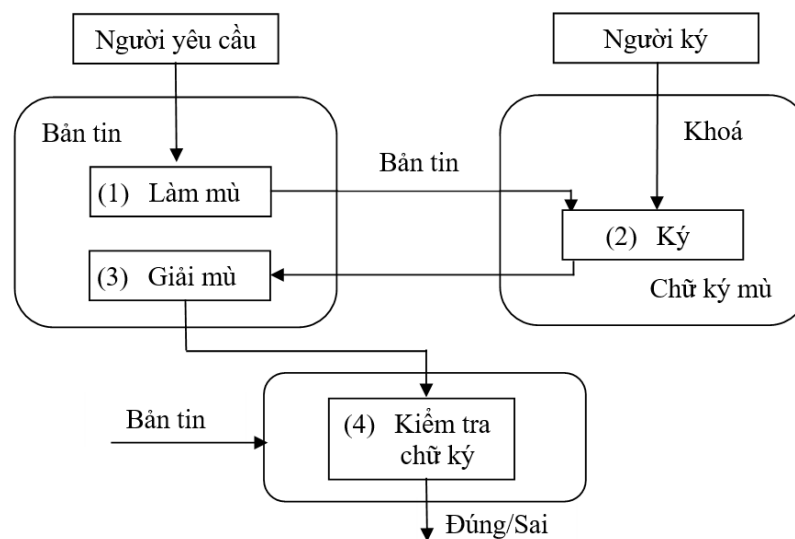 Người yêu cầu
Người ký
Bản tin
Khoá
Bản tin
(1) Làm mù
(2) Ký
(3) Giải mù
Chữ ký mù
Bản tin
(4) Kiểm tra
chữ ký
Đúng/Sai